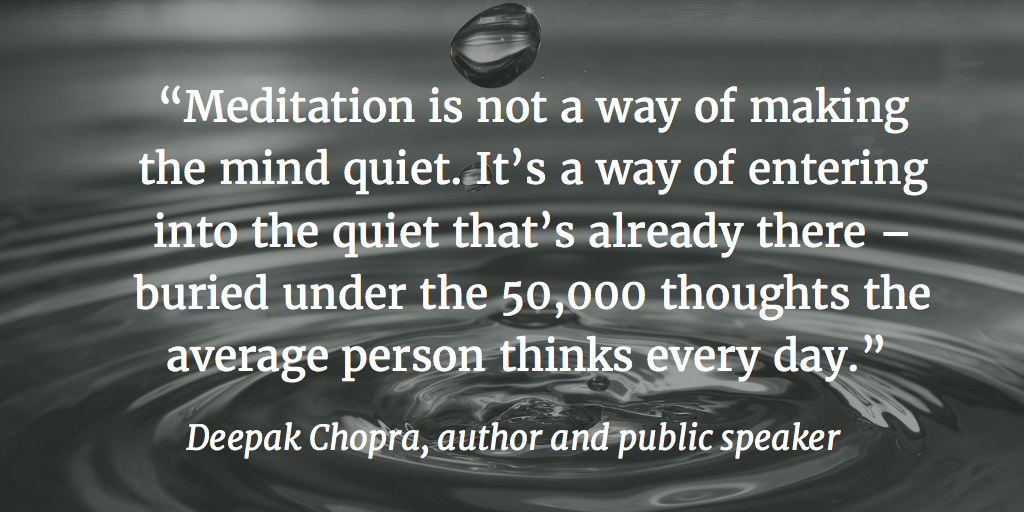 “Meditation is not a way of making
the mind quiet. It’s a way of entering
into the quiet that’s already there –
buried under the 50,000 thoughts the
average person thinks every day.”
Deepak Chopra, author and public speaker